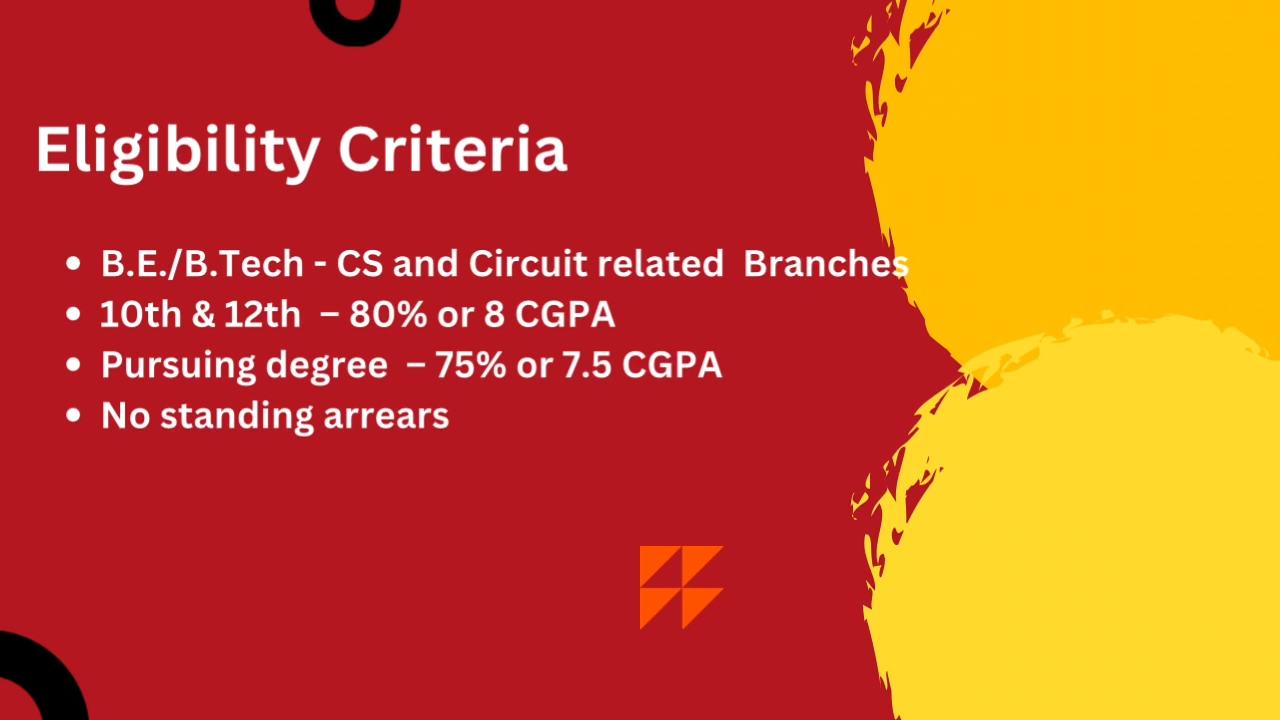 Eligibility Criteria
• B.E./B.Tech - CS and Circuit related  Branches
• 10th & 12th  – 80% or 8 CGPA
• Pursuing degree  – 75% or 7.5 CGPA
• No standing arrears